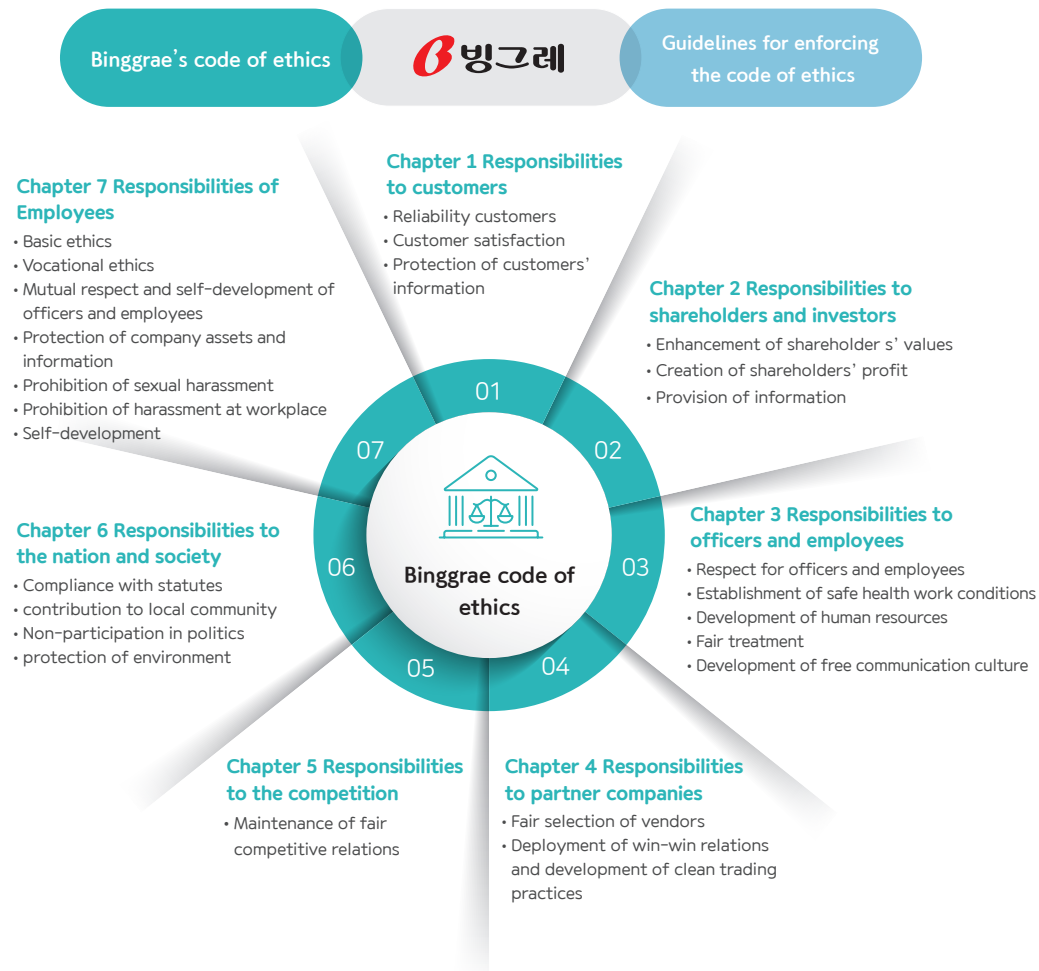 Binggrae's code of ethics
빙그레
Guidelines for enforcing
the code of ethics
Chapter 1 Responsibilities
to customers
• Reliability customers
• Customer satisfaction
• Protection of customers'
information
Chapter 2 Responsibilities to
shareholders and investors
• Enhancement of shareholder s' values
• Creation of shareholders' profit
• Provision of information
Chapter 3 Responsibilities to
officers and employees
• Respect for officers and employees
• Establishment of safe health work conditions
• Development of human resources
• Fair treatment
• Development of free communication culture
Chapter 4 Responsibilities
to partner companies
• Fair selection of vendors
• Deployment of win-win relations
and development of clean trading
practices
Chapter 5 Responsibilities
to the competition
• Maintenance of fair
competitive relations
Chapter 6 Responsibilities to
the nation and society
• Compliance with statutes
• contribution to local community
• Non-participation in politics
• protection of environment
Chapter 7 Responsibilities of
Employees
• Basic ethics
• Vocational ethics
• Mutual respect and self-development of
officers and employees
• Protection of company assets and
information
• Prohibition of sexual harassment
• Prohibition of harassment at workplace
• Self-development
01
02
03
04
05
06
07
Binggrae code of
ethics